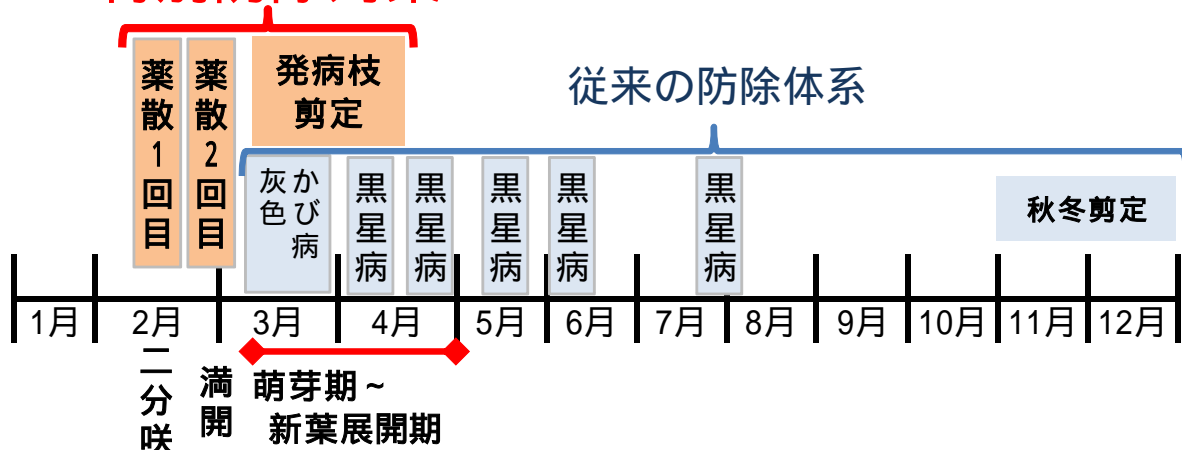 発病枝
剪定
薬散1回目
薬散2回目
従来の防除体系
灰色かび病
黒星病
黒星病
黒星病
黒星病
黒星病
秋冬剪定
1月
2月
3月
4月
5月
6月
7月
8月
9月
10月
11月
12月
二分咲
満開
萌芽期~
新葉展開期